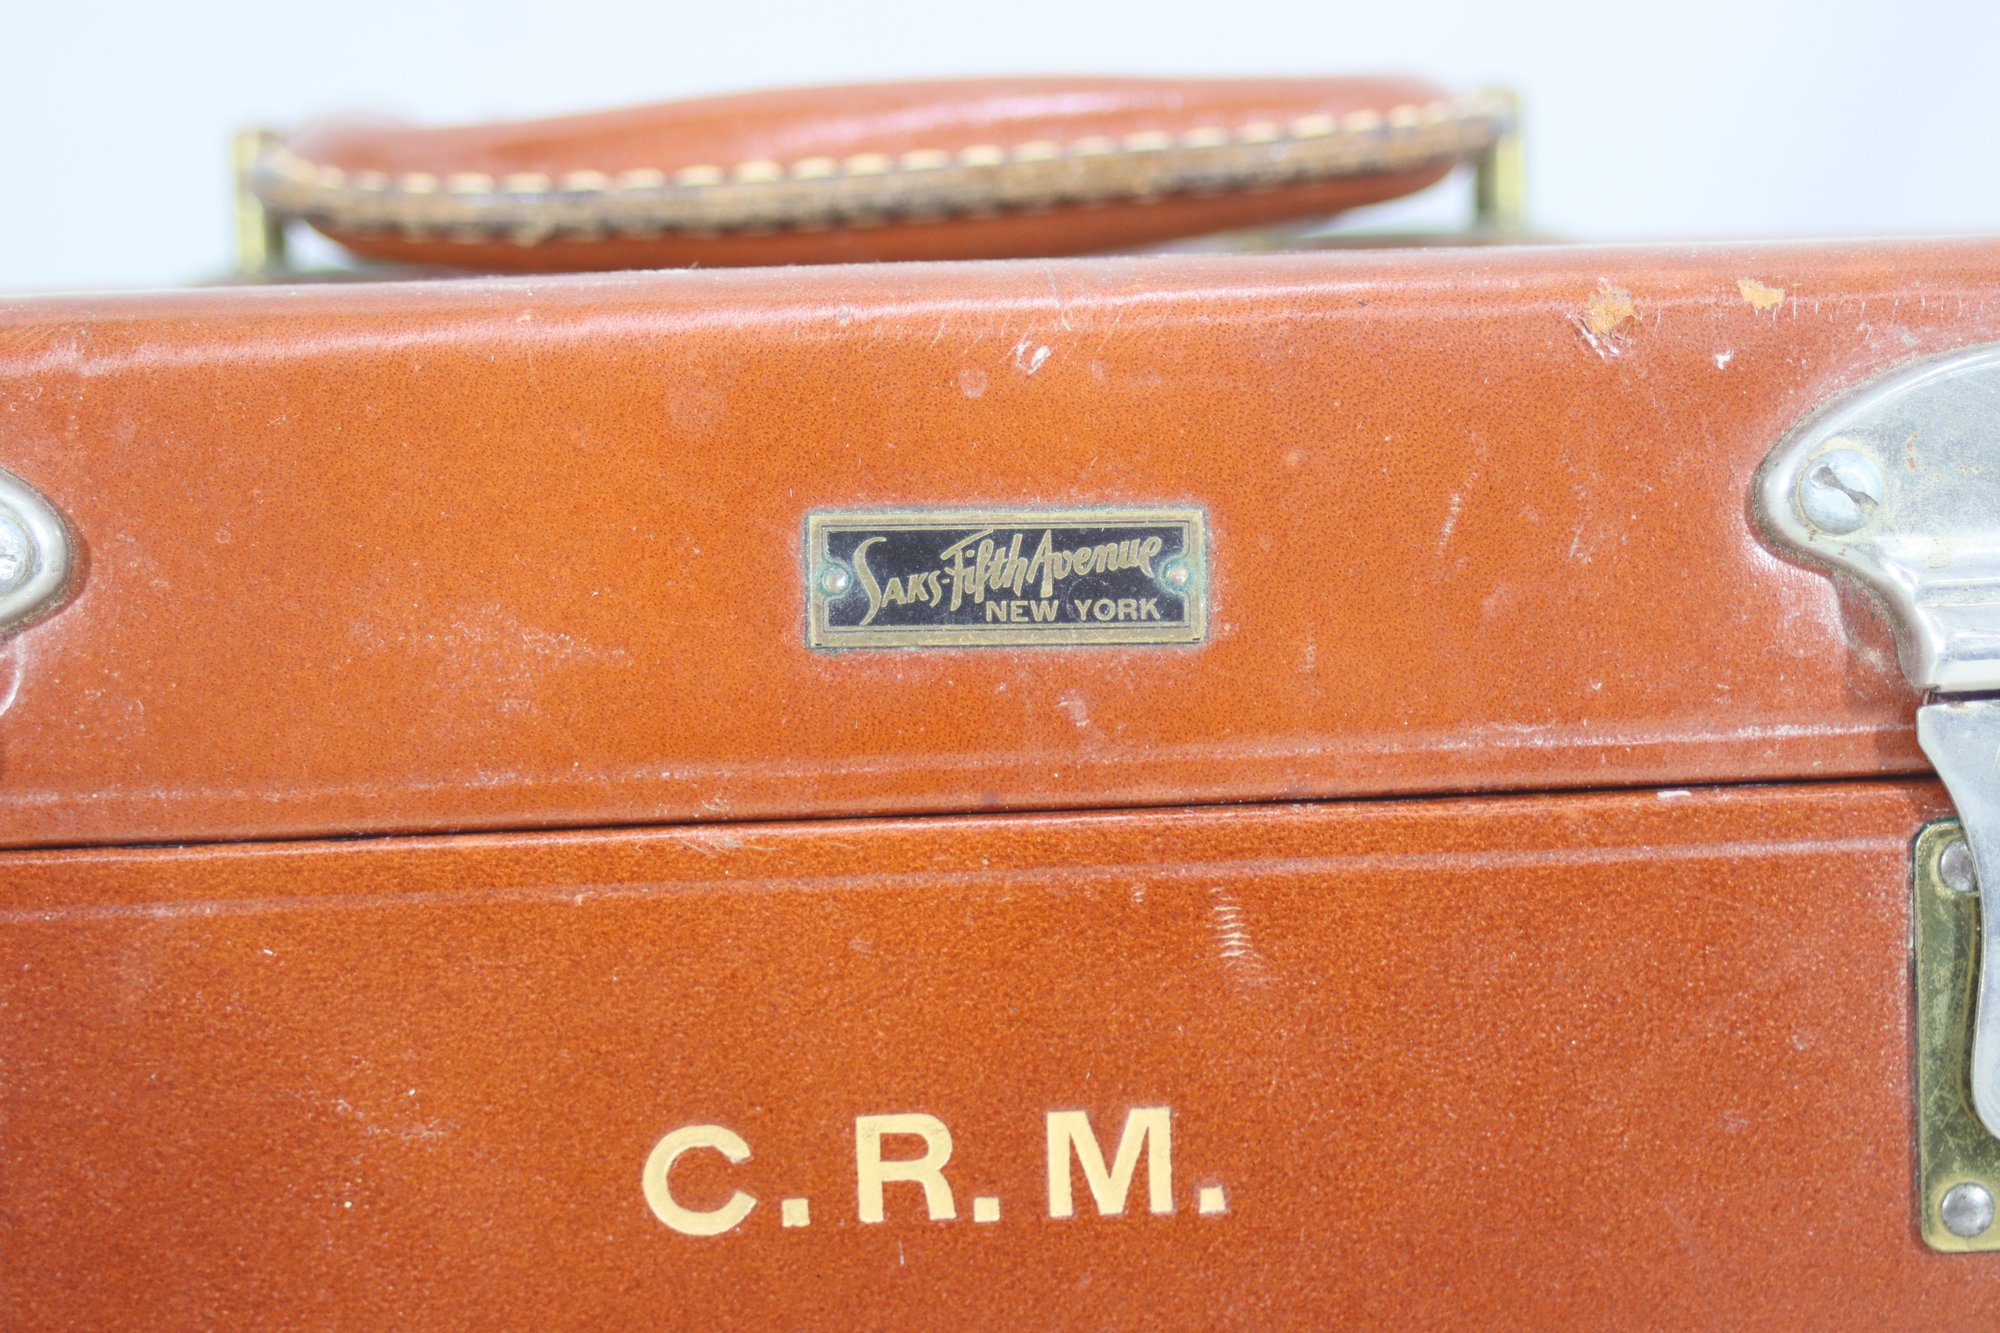 SAKS-Fifth Avenue
NEW YORK
C.R.M.